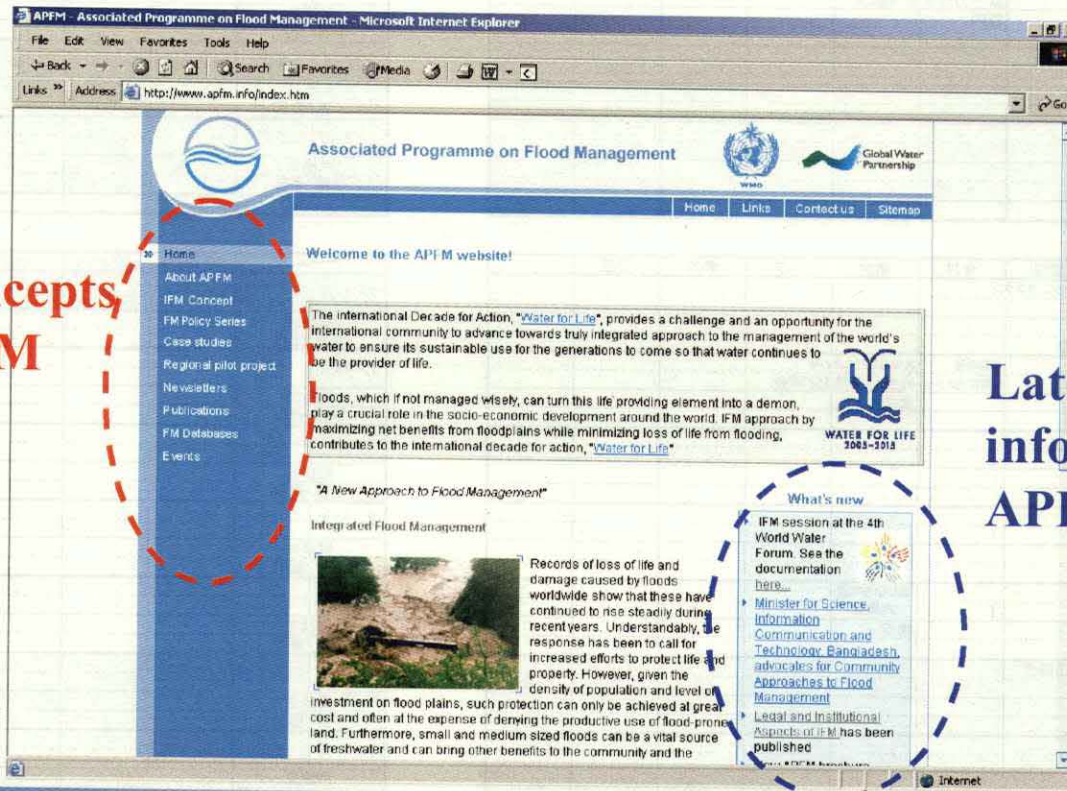 APFM - Associated Programme on Flood Management - Microsoft Internet Explorer
File Edit View Favorites Tools Help
Back Search Favorites Media
Links » Address http://www.apfm.info/index.htm Go
Associated Programme on Flood Management
WMO
Global Water
Partnership
Home Links Contact us Sitemap
Home
About APFM
IFM Concept
FM Policy Series
Case studies
Regional pilot project
Newsletters
Publications
FM Databases
Events
cepts
M
Welcome to the APFM website!
The international Decade for Action, "Water for Life", provides a challenge and an opportunity for the
international community to advance towards truly integrated approach to the management of the world's
water to ensure its sustainable use for the generations to come so that water continues to
be the provider of life.
Floods, which if not managed wisely, can turn this life providing element into a demon,
play a crucial role in the socio-economic development around the world. IFM approach by
maximizing net benefits from floodplains while minimizing loss of life from flooding,
contributes to the international decade for action, "Water for Life"
WATER FOR LIFE
2005-2015
"A New Approach to Flood Management"
Integrated Flood Management
Records of loss of life and
damage caused by floods
worldwide show that these have
continued to rise steadily during
recent years. Understandably, the
response has been to call for
increased efforts to protect life and
property. However, given the
density of population and level of
investment on flood plains, such protection can only be achieved at great
cost and often at the expense of denying the productive use of flood-prone
land. Furthermore, small and medium sized floods can be a vital source
of freshwater and can bring other benefits to the community and the
What's new
IFM session at the 4th
World Water
Forum. See the
documentation
here...
Minister for Science,
Information
Communication and
Technology, Bangladesh,
advocates for Community
Approaches to Flood
Management
Legal and Institutional
Aspects of IFM has been
published
New APFM brochure
Lat
info
API
Internet